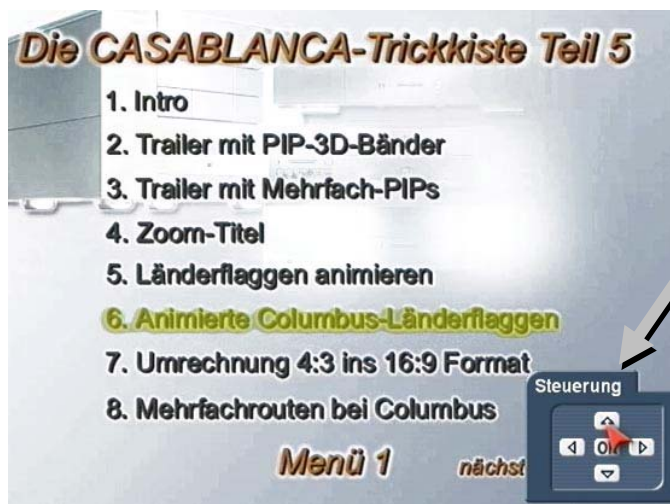 Die CASABLANCA-Trickkiste Teil 5
1. Intro
2. Trailer mit PIP-3D-Bänder
3. Trailer mit Mehrfach-PIPs
4. Zoom-Titel
5. Länderflaggen animieren
6. Animierte Columbus-Länderflaggen
7. Umrechnung 4:3 ins 16:9 Format
8. Mehrfachrouten bei Columbus
Steuerung
Menü 1